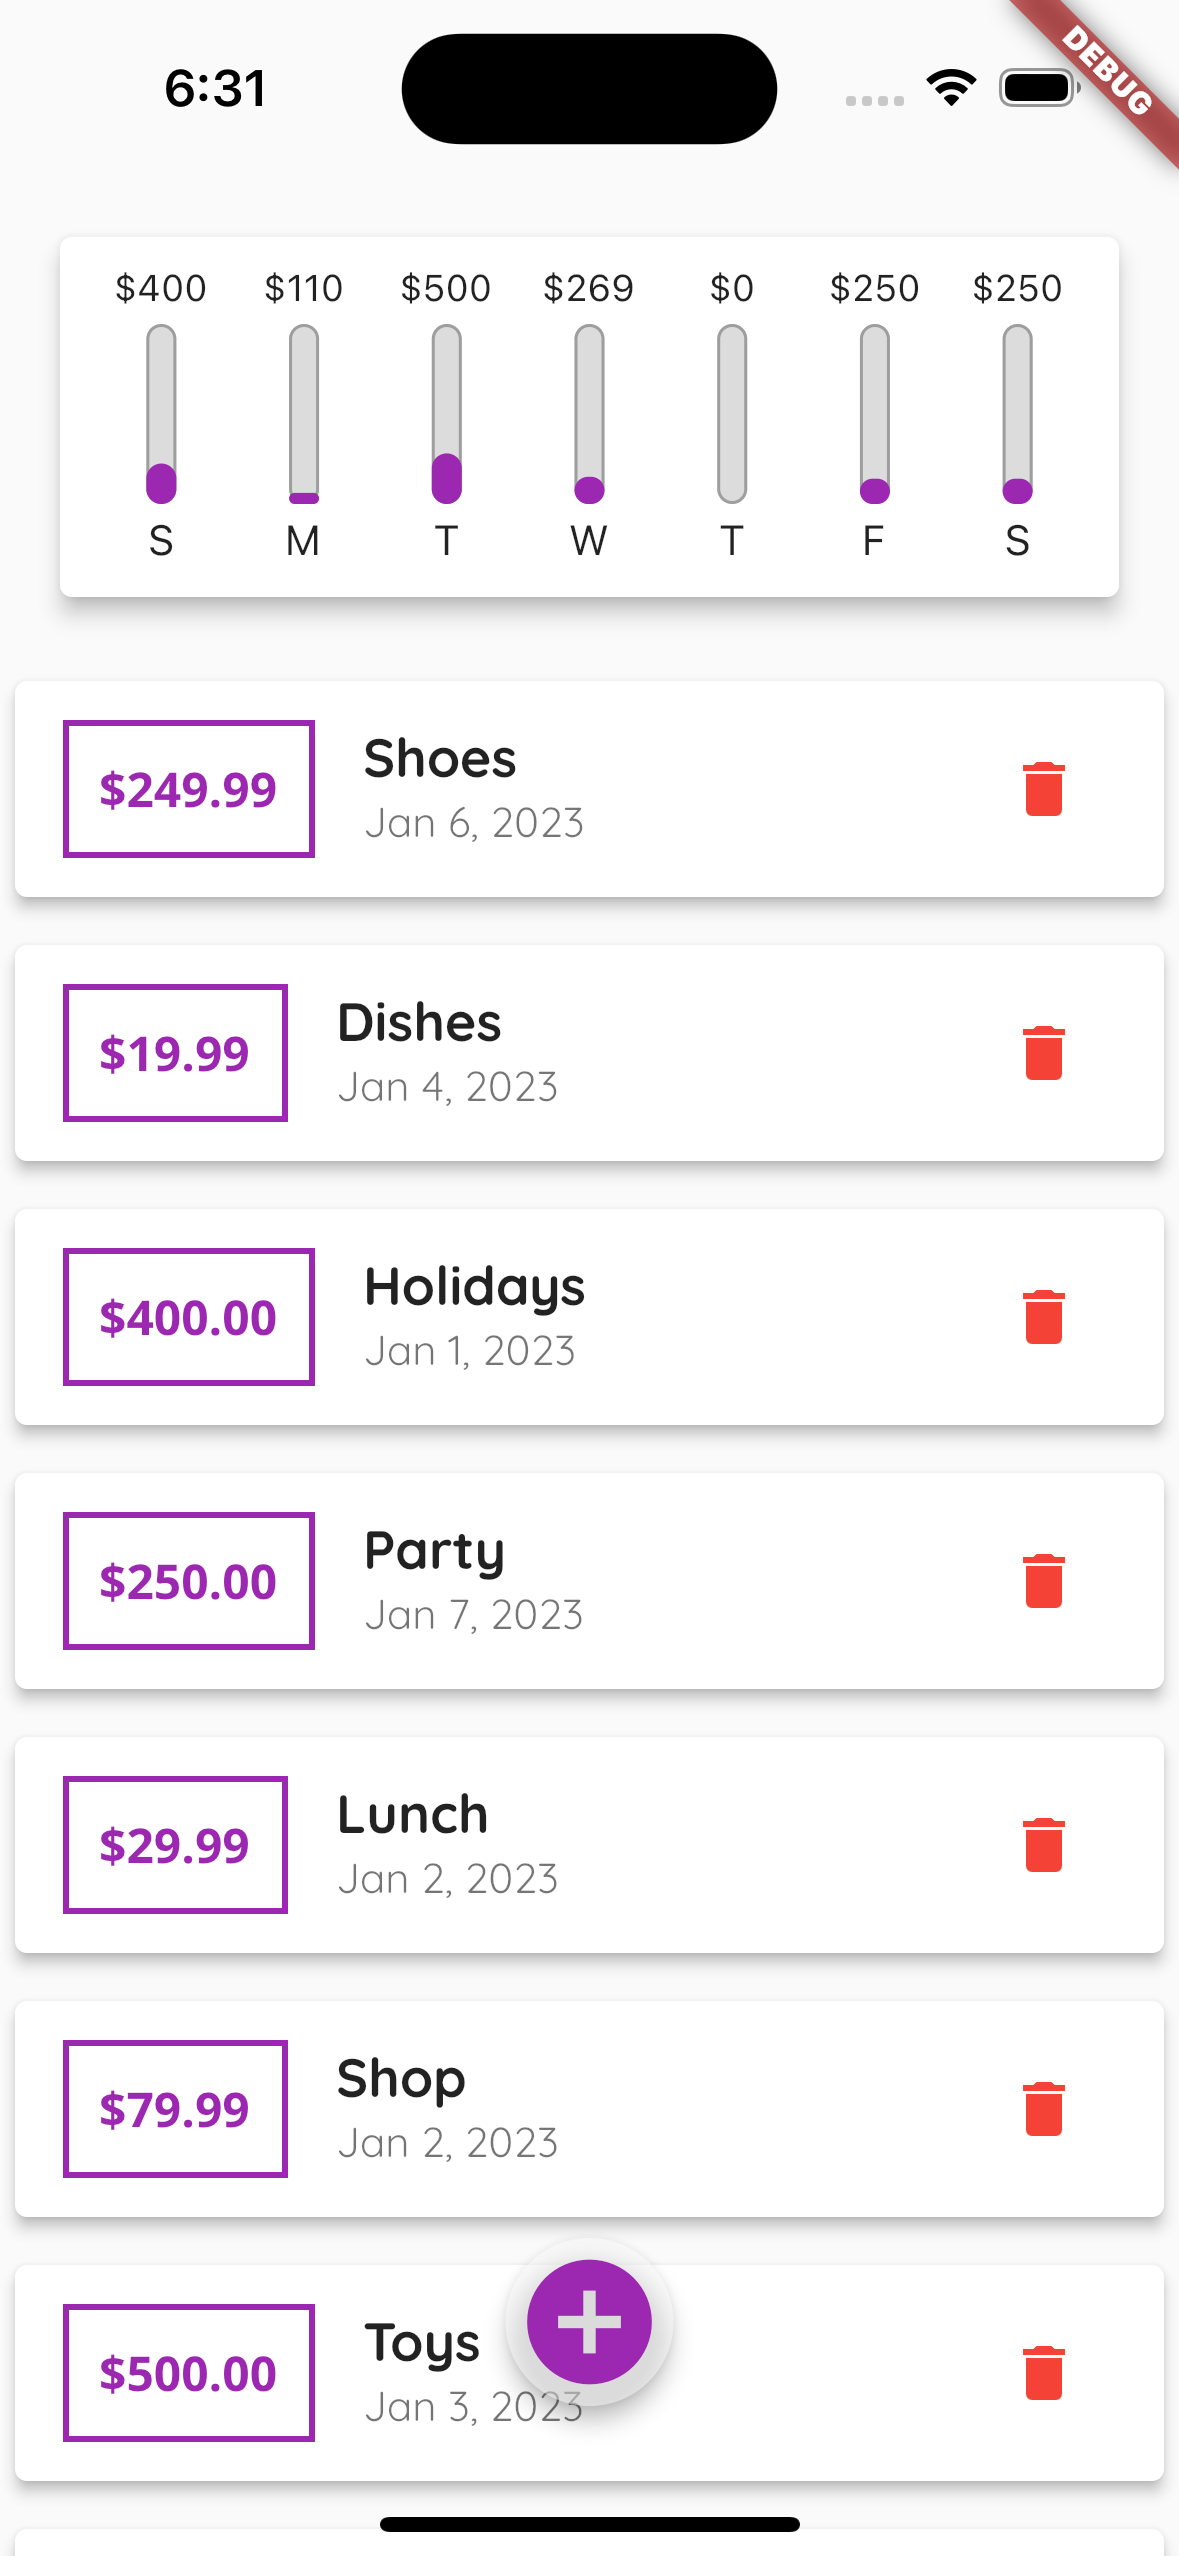 6:31
DEBUG
$400 $110 $500 $269 $0 $250 $250
S M T W T F S
$249.99
Shoes
Jan 6, 2023
$19.99
Dishes
Jan 4, 2023
$400.00
Holidays
Jan 1, 2023
$250.00
Party
Jan 7, 2023
$29.99
Lunch
Jan 2, 2023
$79.99
Shop
Jan 2, 2023
$500.00
Toys
Jan 3, 2023